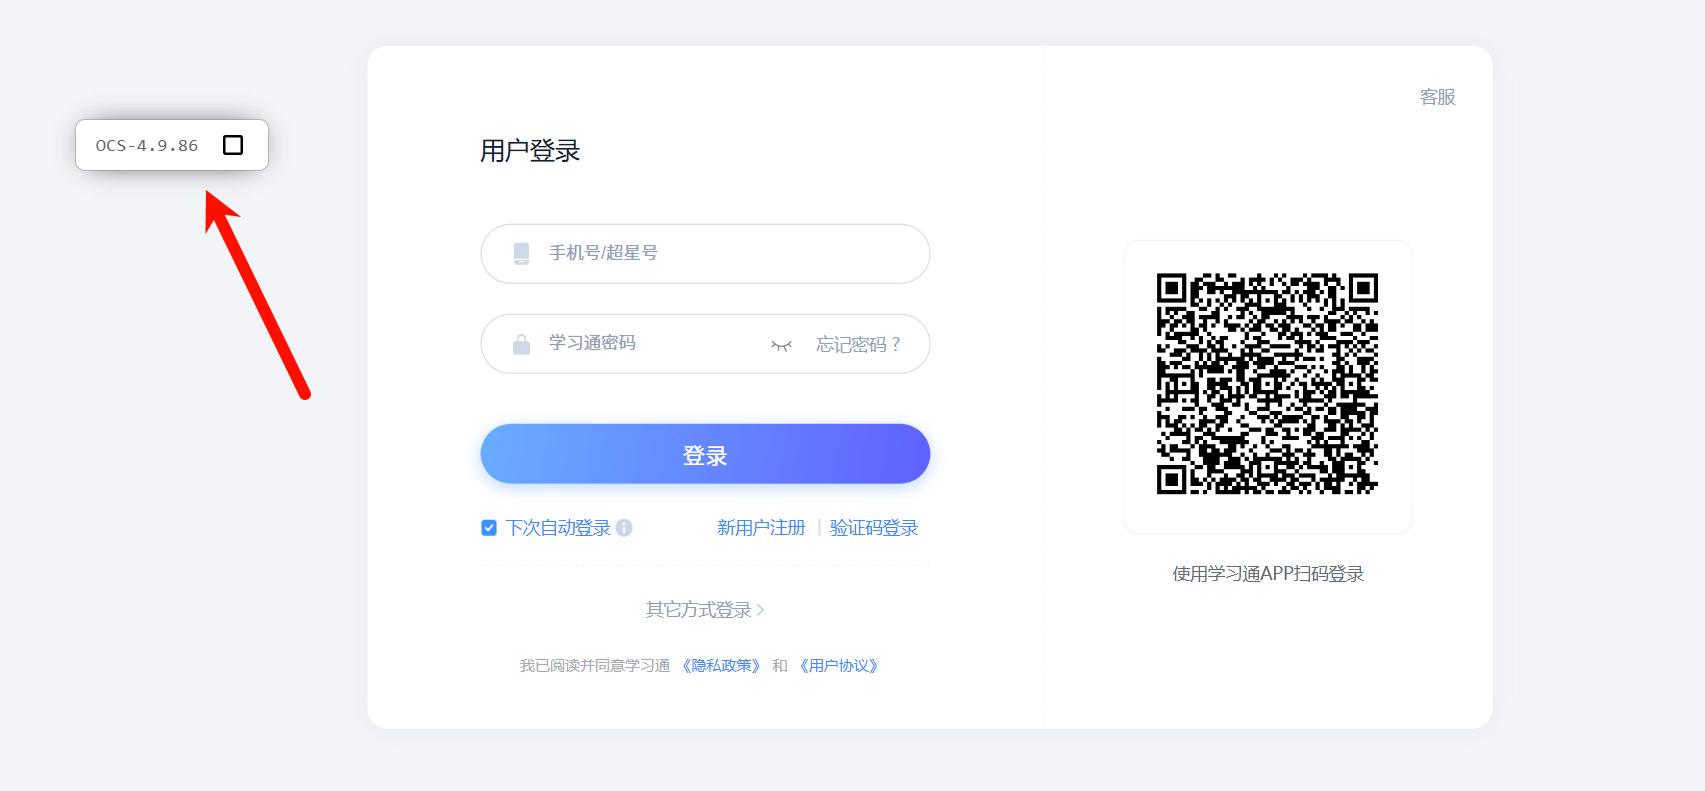 客服
OCS-4.9.86
用户登录
手机号/超星号
学习通密码 忘记密码？
登录
下次自动登录 新用户注册 | 验证码登录
使用学习通APP扫码登录
其它方式登录
我已阅读并同意学习通 《隐私政策》 和 《用户协议》